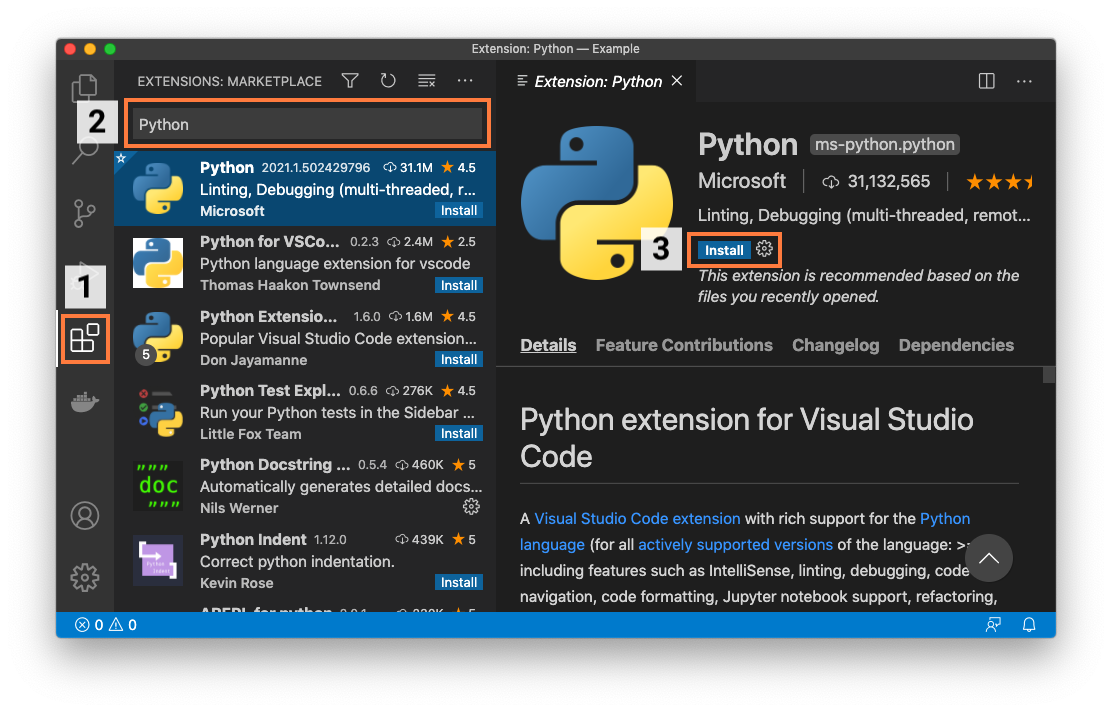 Extension: Python — Example
EXTENSIONS: MARKETPLACE
2
Python
Python 2021.1.502429796 31.1M ★ 4.5
Linting, Debugging (multi-threaded, r...
Microsoft Install
Python for VSCo... 0.2.3 2.4M ★ 2.5
Python language extension for vscode
Thomas Haakon Townsend Install
1
Python Extensio... 1.6.0 1.6M ★ 4.5
Popular Visual Studio Code extension...
5
Don Jayamanne Install
Python Test Expl... 0.6.6 276K ★ 4.5
Run your Python tests in the Sidebar ...
Little Fox Team Install
"""
doc
"""
Python Docstring ... 0.5.4 460K ★ 5
Automatically generates detailed docs...
Nils Werner
Python
Indent
Python Indent 1.12.0 439K ★ 5
Correct python indentation.
Kevin Rose Install
Extension: Python
Python ms-python.python
Microsoft 31,132,565
Linting, Debugging (multi-threaded, remot...
3
Install
This extension is recommended based on the
files you recently opened.
Details Feature Contributions Changelog Dependencies
Python extension for Visual Studio
Code
A Visual Studio Code extension with rich support for the Python
language (for all actively supported versions of the language:
including features such as IntelliSense, linting, debugging, code
navigation, code formatting, Jupyter notebook support, refactoring,
0 0